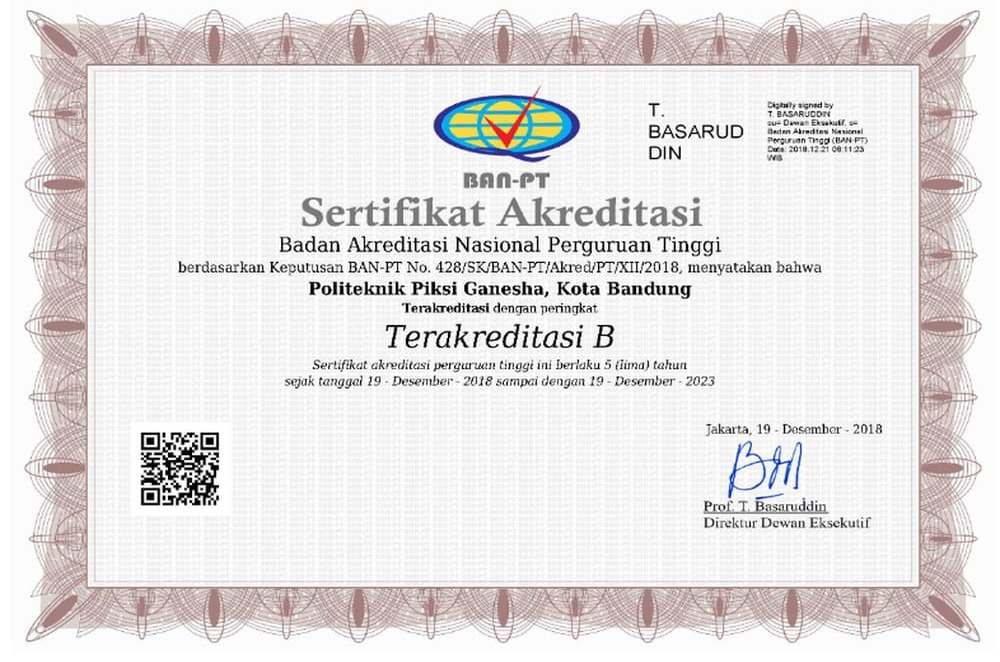 T.
BASARUD
DIN
Digitally signed by
T. BASARUDDIN
ou= Dewan Eksekutif, o=
Badan Akreditasi Nasional
Perguruan Tinggi (BAN-PT)
Date: 2018.12.21 08:11:23
WIB
BAN-PT
Sertifikat Akreditasi
Badan Akreditasi Nasional Perguruan Tinggi
berdasarkan Keputusan BAN-PT No. 428/SK/BAN-PT/Akred/PT/XII/2018, menyatakan bahwa
Politeknik Piksi Ganesha, Kota Bandung
Terakreditasi dengan peringkat
Terakreditasi B
Sertifikat akreditasi perguruan tinggi ini berlaku 5 (lima) tahun
sejak tanggal 19 - Desember - 2018 sampai dengan 19 - Desember - 2023
Jakarta, 19 - Desember - 2018
Prof. T. Basaruddin
Direktur Dewan Eksekutif